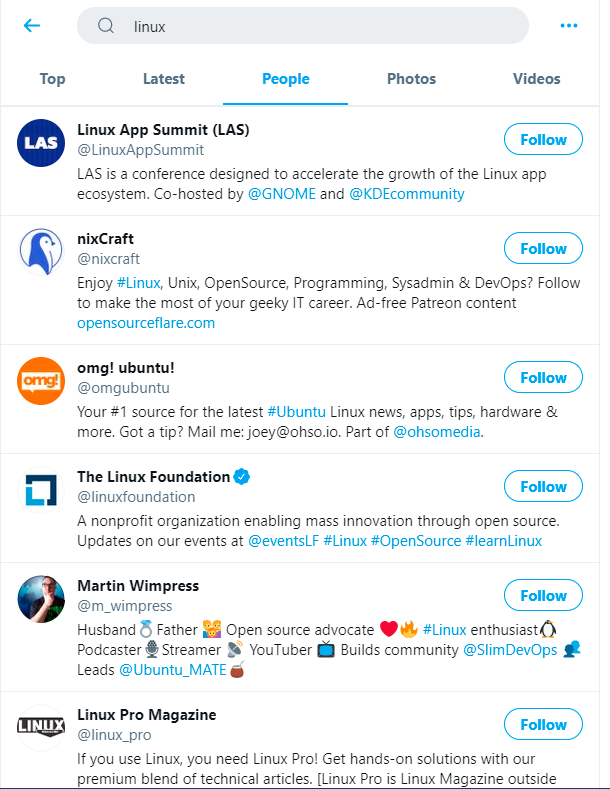 linux
Top Latest People Photos Videos
LAS
Linux App Summit (LAS)
@LinuxAppSummit
Follow
LAS is a conference designed to accelerate the growth of the Linux app
ecosystem. Co-hosted by @GNOME and @KDEcommunity
nixCraft
@nixcraft
Follow
Enjoy #Linux, Unix, OpenSource, Programming, Sysadmin & DevOps? Follow
to make the most of your geeky IT career. Ad-free Patreon content
opensourceflare.com
omg!
omg! ubuntu!
@omgubuntu
Follow
Your #1 source for the latest #Ubuntu Linux news, apps, tips, hardware &
more. Got a tip? Mail me: joey@ohso.io. Part of @ohsomedia.
The Linux Foundation
@linuxfoundation
Follow
A nonprofit organization enabling mass innovation through open source.
Updates on our events at @eventsLF #Linux #OpenSource #learnLinux
Martin Wimpress
@m_wimpress
Follow
Husband💍Father 👨‍👧 Open source advocate ❤️🔥 #Linux enthusiast🐧
Podcaster🎙️Streamer 📡 YouTuber 📺 Builds community @SlimDevOps 👥
Leads @Ubuntu_MATE🧉
LINUX
Linux Pro Magazine
@linux_pro
Follow
If you use Linux, you need Linux Pro! Get hands-on solutions with our
premium blend of technical articles. [Linux Pro is Linux Magazine outside